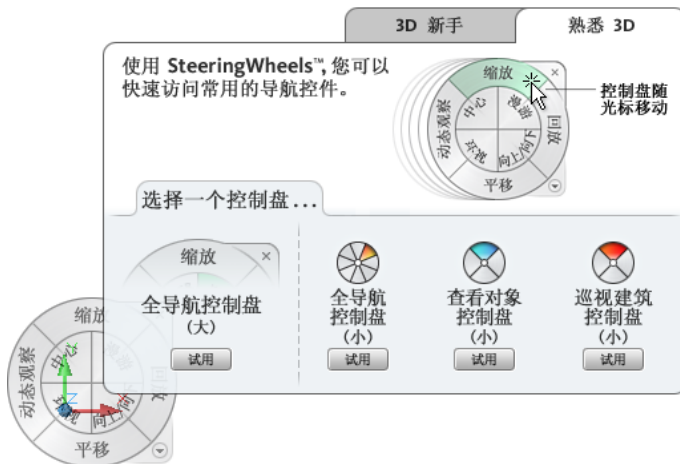 3D 新手
熟悉 3D
使用 SteeringWheels™, 您可以
快速访问常用的导航控件。
缩放
中心
漫游
动态观察
回放
环视
向上/向下
平移
控制盘随
光标移动
选择一个控制盘...
缩放
全导航控制盘
(大)
试用
全导航
控制盘
(小)
试用
查看对象
控制盘
(小)
试用
巡视建筑
控制盘
(小)
试用
缩放
中心
漫游
动态观察
回放
环视
向上/向下
平移
Z